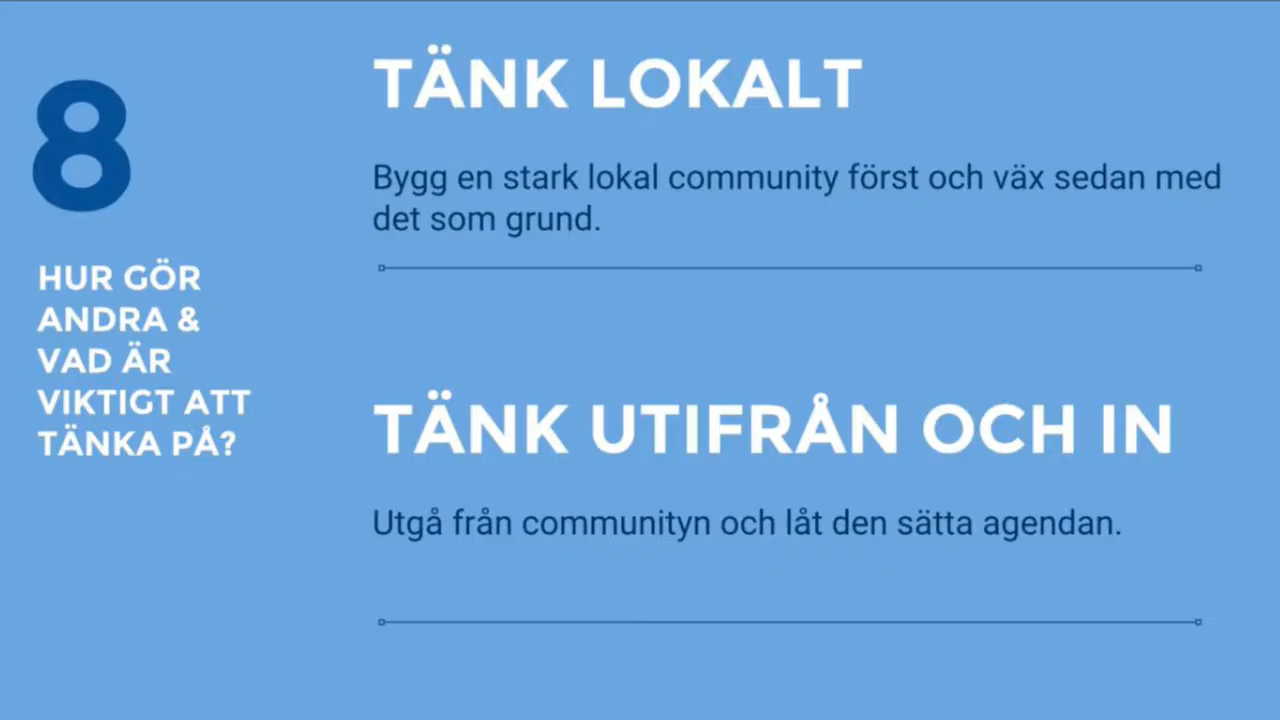 8
HUR GÖR
ANDRA &
VAD ÄR
VIKTIGT ATT
TÄNKA PÅ?
TÄNK LOKALT
Bygg en stark lokal community först och väx sedan med
det som grund.
TÄNK UTIFRÅN OCH IN
Utgå från communityn och låt den sätta agendan.